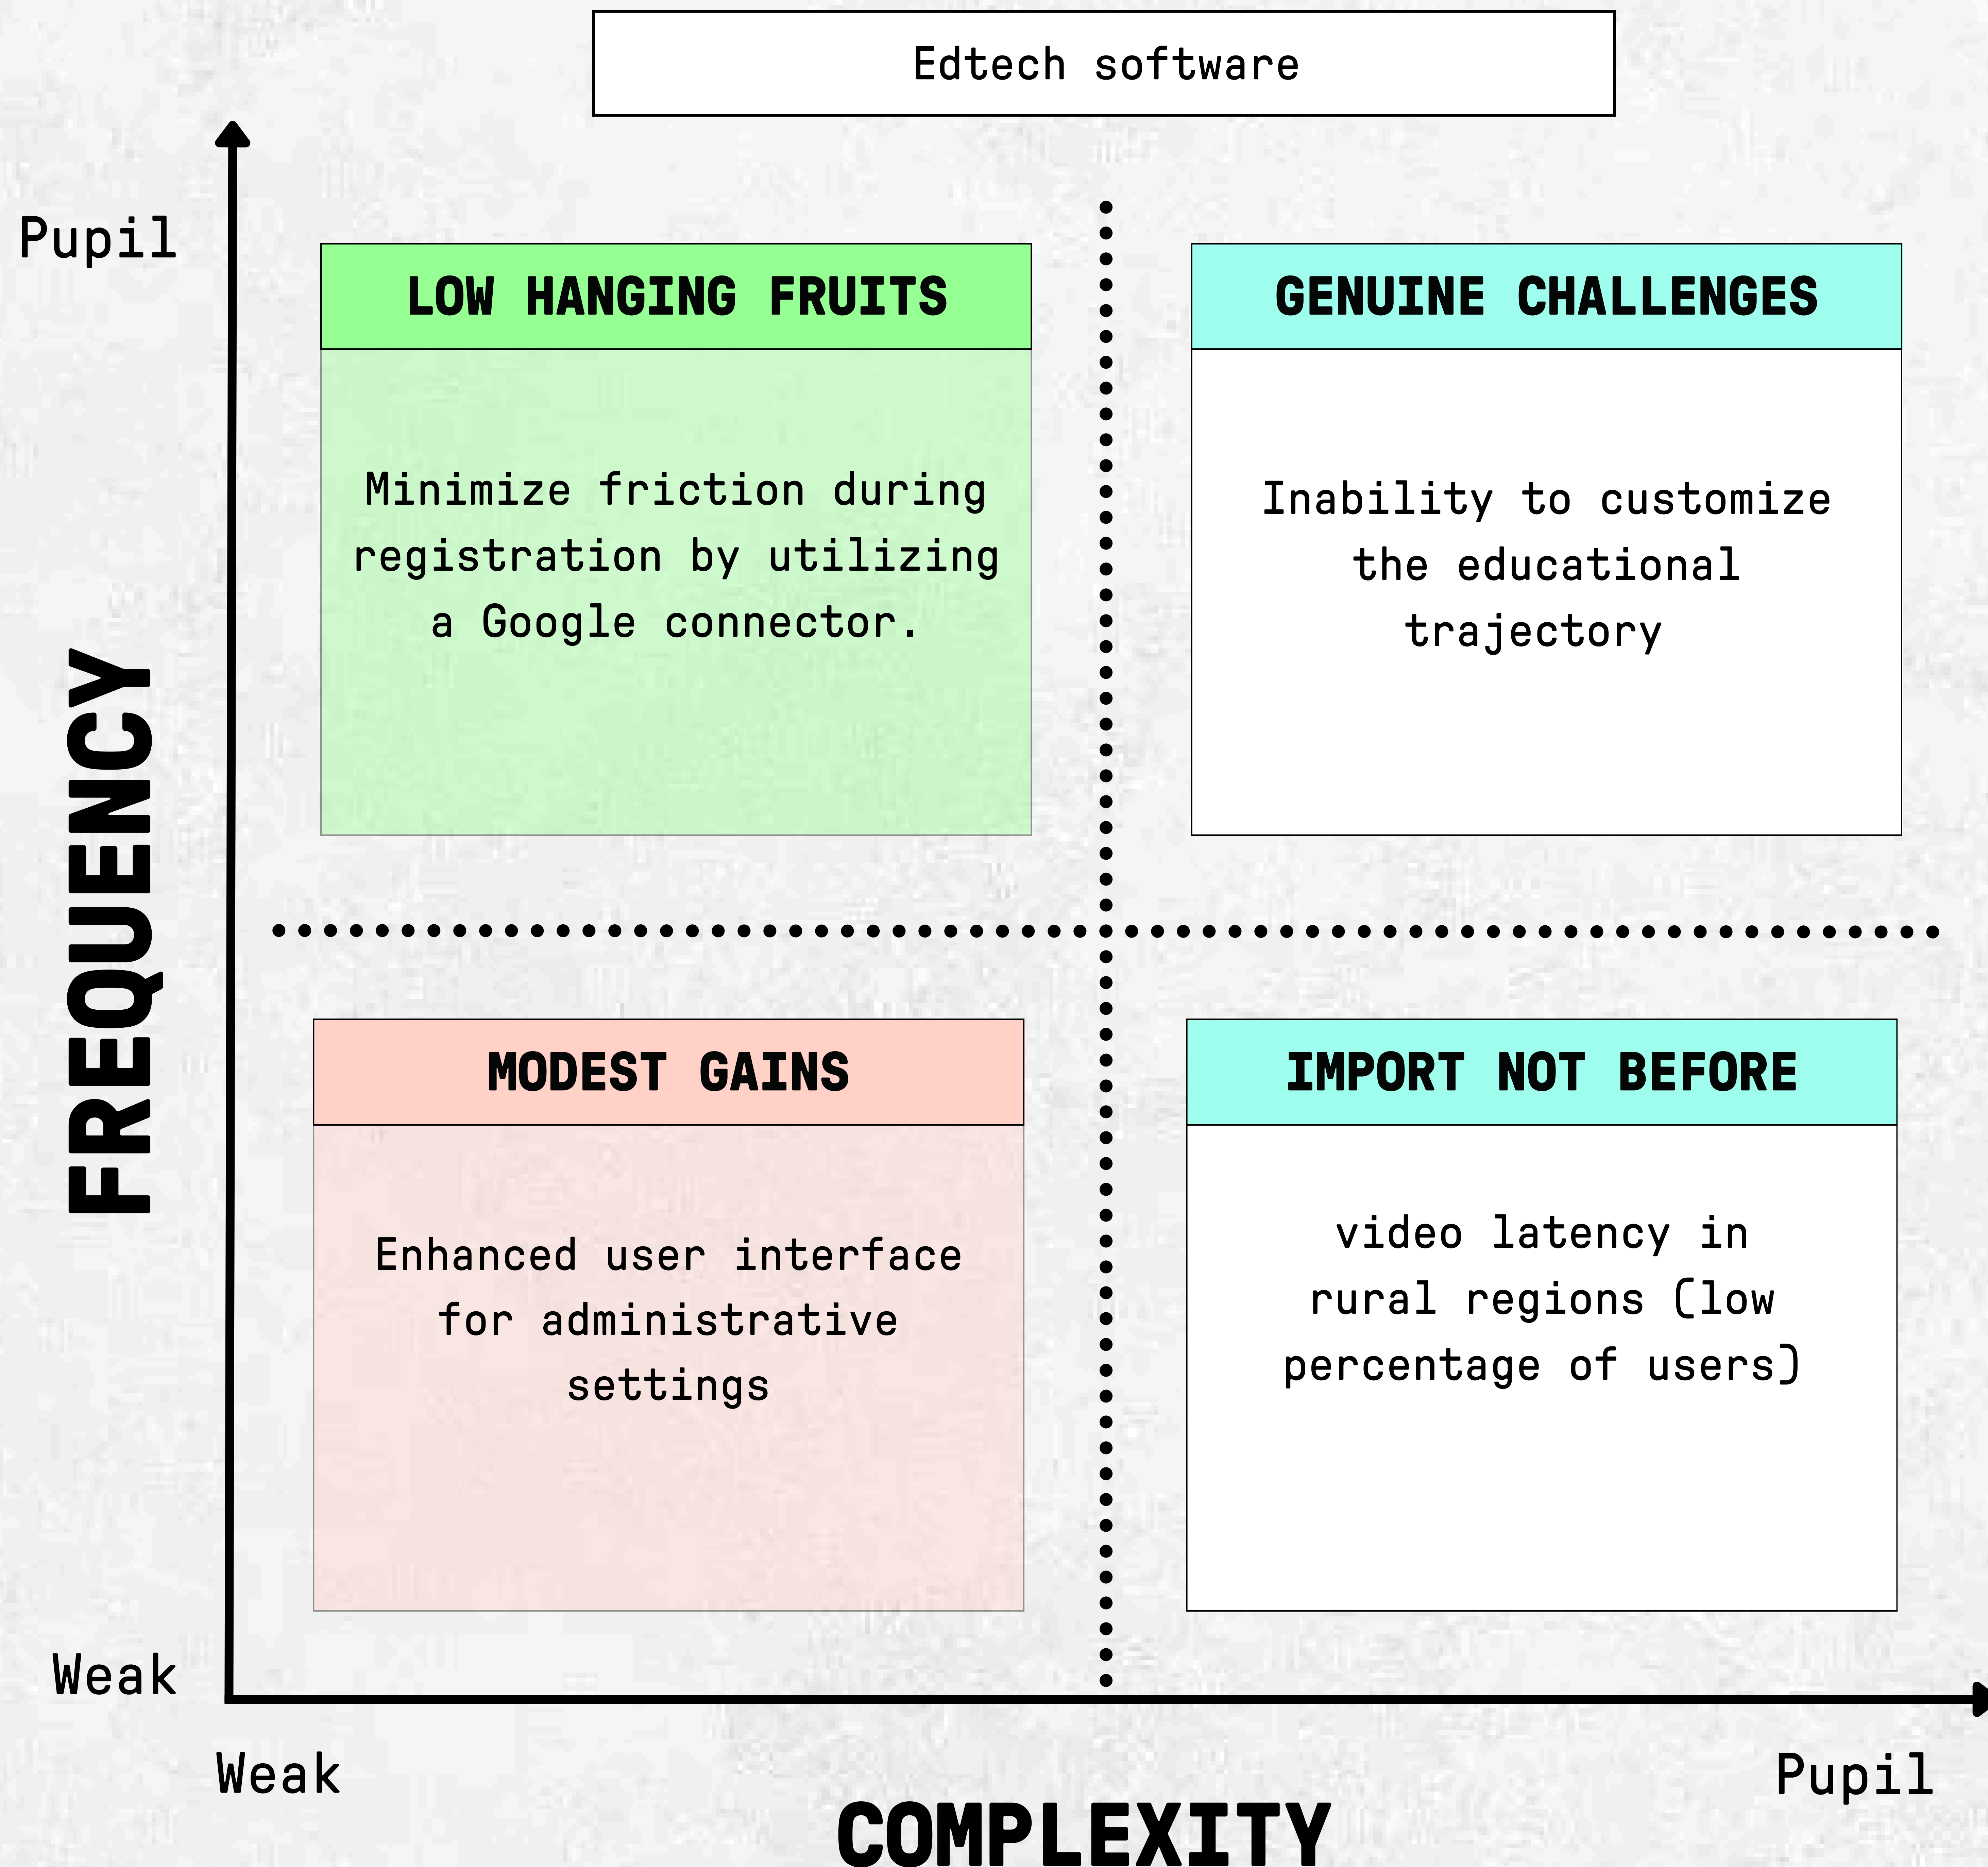 Edtech software
Pupil
LOW HANGING FRUITS
Minimize friction during
registration by utilizing
a Google connector.
GENUINE CHALLENGES
Inability to customize
the educational
trajectory
FREQUENCY
MODEST GAINS
Enhanced user interface
for administrative
settings
IMPORT NOT BEFORE
video latency in
rural regions (low
percentage of users)
Weak
Weak
Pupil
COMPLEXITY